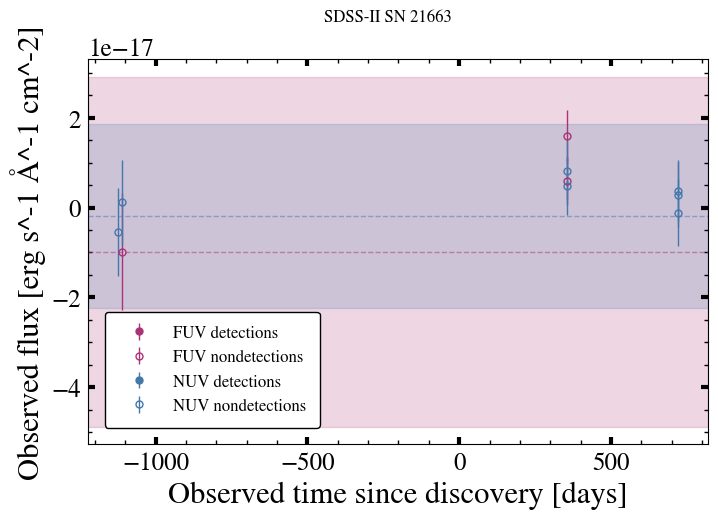 SDSS-II SN 21663
1e−17
2
0
−2
−4
Observed flux [erg s^-1 Å^-1 cm^-2]
FUV detections
FUV nondetections
NUV detections
NUV nondetections
−1000
−500
0
500
Observed time since discovery [days]